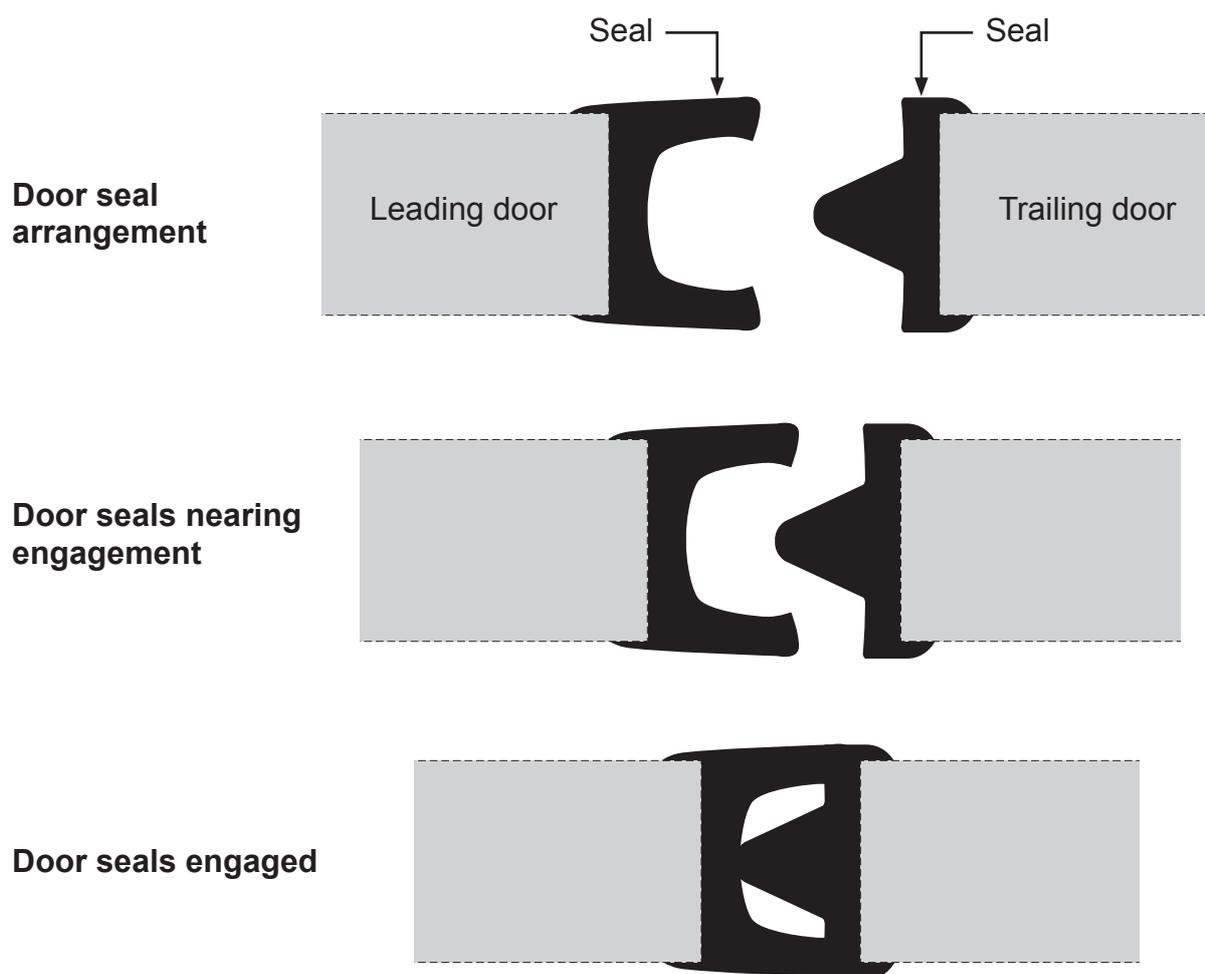 Seal
Seal
Door seal
arrangement
Leading door
Trailing door
Door seals nearing
engagement
Door seals engaged